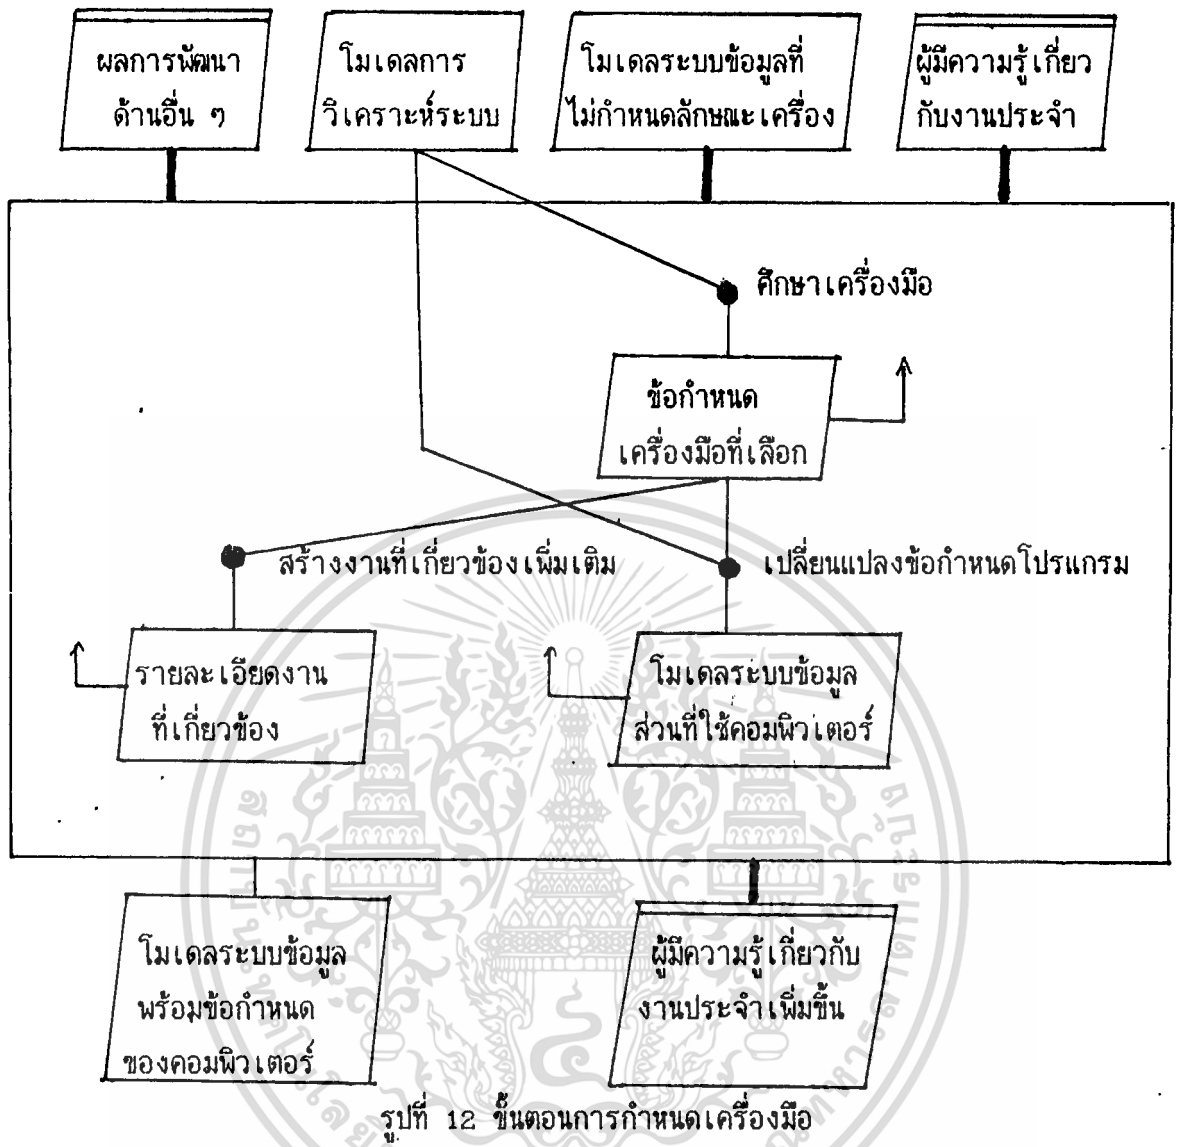 ผลการพัฒนา
ด้านอื่น ๆ
โมเดลการ
วิเคราะห์ระบบ
โมเดลระบบข้อมูลที่
ไม่กำหนดลักษณะเครื่อง
ผู้มีความรู้เกี่ยว
กับงานประจำ
ศึกษาเครื่องมือ
ข้อกำหนด
เครื่องมือที่เลือก
สร้างงานที่เกี่ยวข้องเพิ่มเติม
เปลี่ยนแปลงข้อกำหนดโปรแกรม
รายละเอียดงาน
ที่เกี่ยวข้อง
โมเดลระบบข้อมูล
ส่วนที่ใช้คอมพิวเตอร์
โมเดลระบบข้อมูล
พร้อมข้อกำหนด
ของคอมพิวเตอร์
ผู้มีความรู้เกี่ยวกับ
งานประจำเพิ่มขึ้น
รูปที่ 12 ขั้นตอนการกำหนดเครื่องมือ